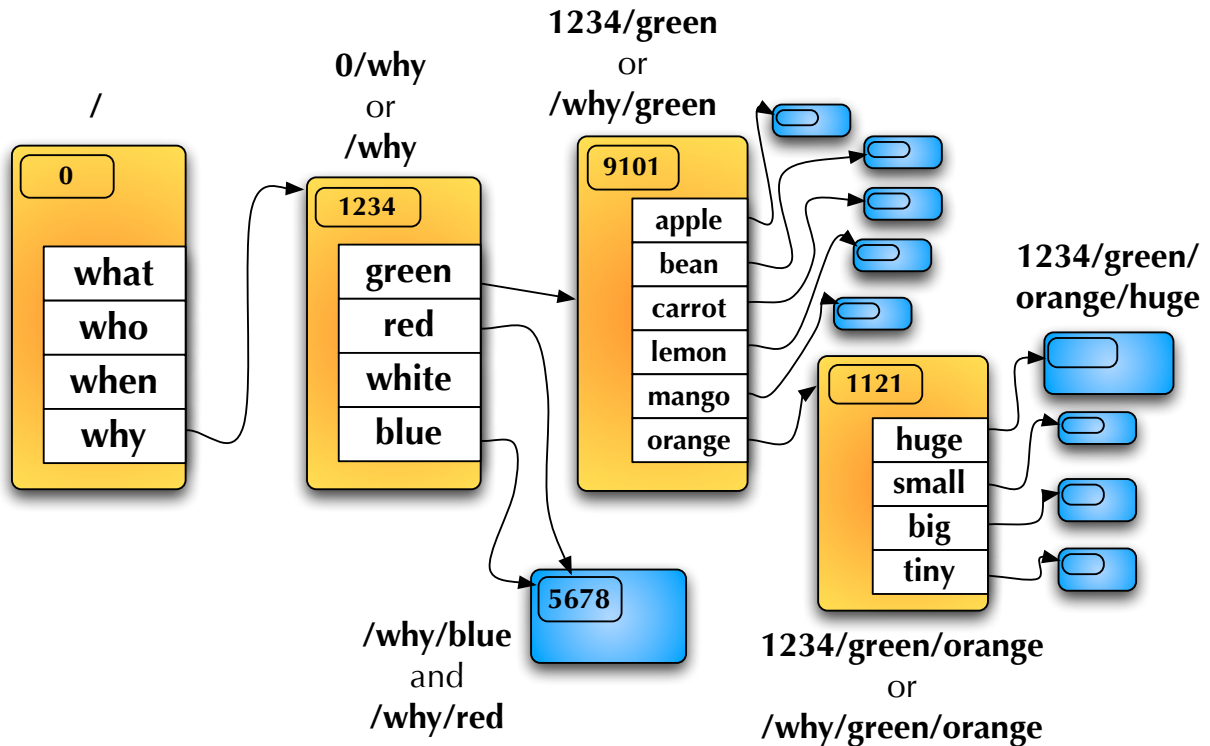 /
0
what
who
when
why
0/why
or
/why
1234
green
red
white
blue
1234/green
or
/why/green
9101
apple
bean
carrot
lemon
mango
orange
5678
/why/blue
and
/why/red
1121
huge
small
big
tiny
1234/green/orange
or
/why/green/orange
1234/green/
orange/huge